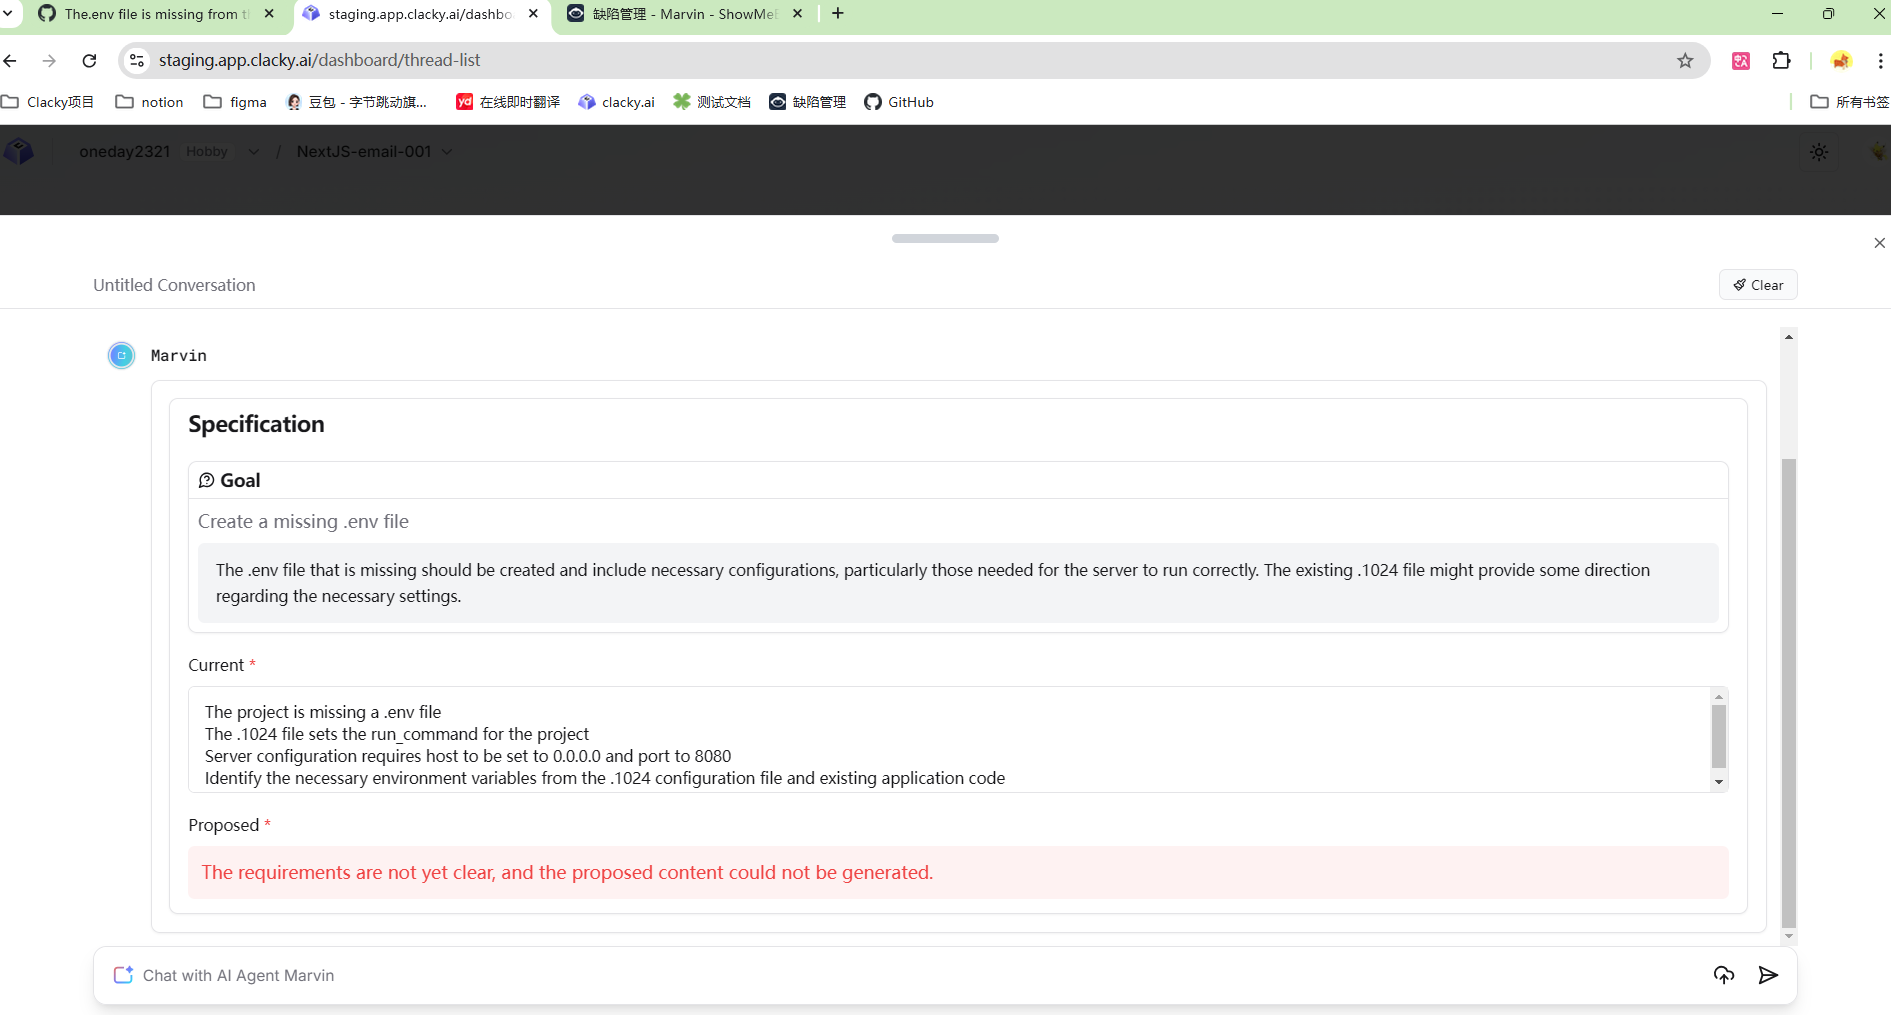 The.env file is missing from t
staging.app.clacky.ai/dashbo
缺陷管理 - Marvin - ShowMeB
staging.app.clacky.ai/dashboard/thread-list
Clacky项目
notion
figma
豆包 - 字节跳动旗...
yd 在线即时翻译
clacky.ai
测试文档
缺陷管理
GitHub
所有书签
oneday2321 Hobby / NextJS-email-001
Untitled Conversation
Clear
Marvin
Specification
Goal
Create a missing .env file
The .env file that is missing should be created and include necessary configurations, particularly those needed for the server to run correctly. The existing .1024 file might provide some direction
regarding the necessary settings.
Current *
The project is missing a .env file
The .1024 file sets the run_command for the project
Server configuration requires host to be set to 0.0.0.0 and port to 8080
Identify the necessary environment variables from the .1024 configuration file and existing application code
Proposed *
The requirements are not yet clear, and the proposed content could not be generated.
Chat with AI Agent Marvin